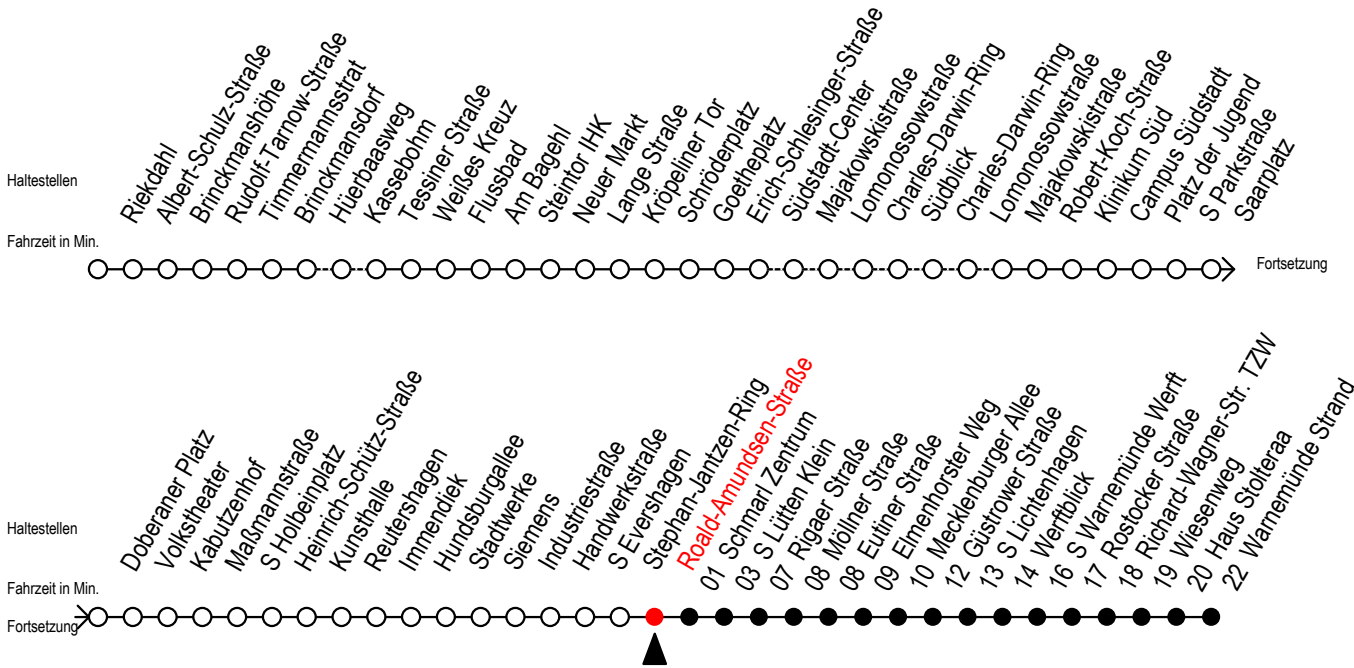 Haltestellen
Riekdahl
Albert-Schulz-Straße
Brinckmanshöhe
Rudolf-Tarnow-Straße
Timmermannsstrat
Brinckmansdorf
Hüerbaasweg
Kassebohm
Tessiner Straße
Weißes Kreuz
Flussbad
Am Bagehl
Steintor IHK
Neuer Markt
Lange Straße
Kröpeliner Tor
Schröderplatz
Goetheplatz
Erich-Schlesinger-Straße
Südstadt-Center
Majakowskistraße
Lomonossowstraße
Charles-Darwin-Ring
Südblick
Charles-Darwin-Ring
Lomonossowstraße
Majakowskistraße
Robert-Koch-Straße
Klinikum Süd
Campus Südstadt
Platz der Jugend
S Parkstraße
Saarplatz
Fahrzeit in Min.
Fortsetzung
Haltestellen
Doberaner Platz
Volkstheater
Kabutzenhof
Maßmannstraße
S Holbeinplatz
Heinrich-Schütz-Straße
Kunsthalle
Reutershagen
Immendiek
Hundsburgallee
Stadtwerke
Siemens
Industriestraße
Handwerkstraße
S Evershagen
Stephan-Jantzen-Ring
Roald-Amundsen-Straße
01 Schmarl Zentrum
03 S Lütten Klein
07 Rigaer Straße
08 Möllner Straße
08 Eutiner Straße
09 Elmenhorster Weg
10 Mecklenburger Allee
12 Güstrower Straße
13 S Lichtenhagen
14 Werftblick
16 S Warnemünde Werft
17 Rostocker Straße
18 Richard-Wagner-Str. TZW
19 Wiesenweg
20 Haus Stolteraa
22 Warnemünde Strand
Fahrzeit in Min.
Fortsetzung